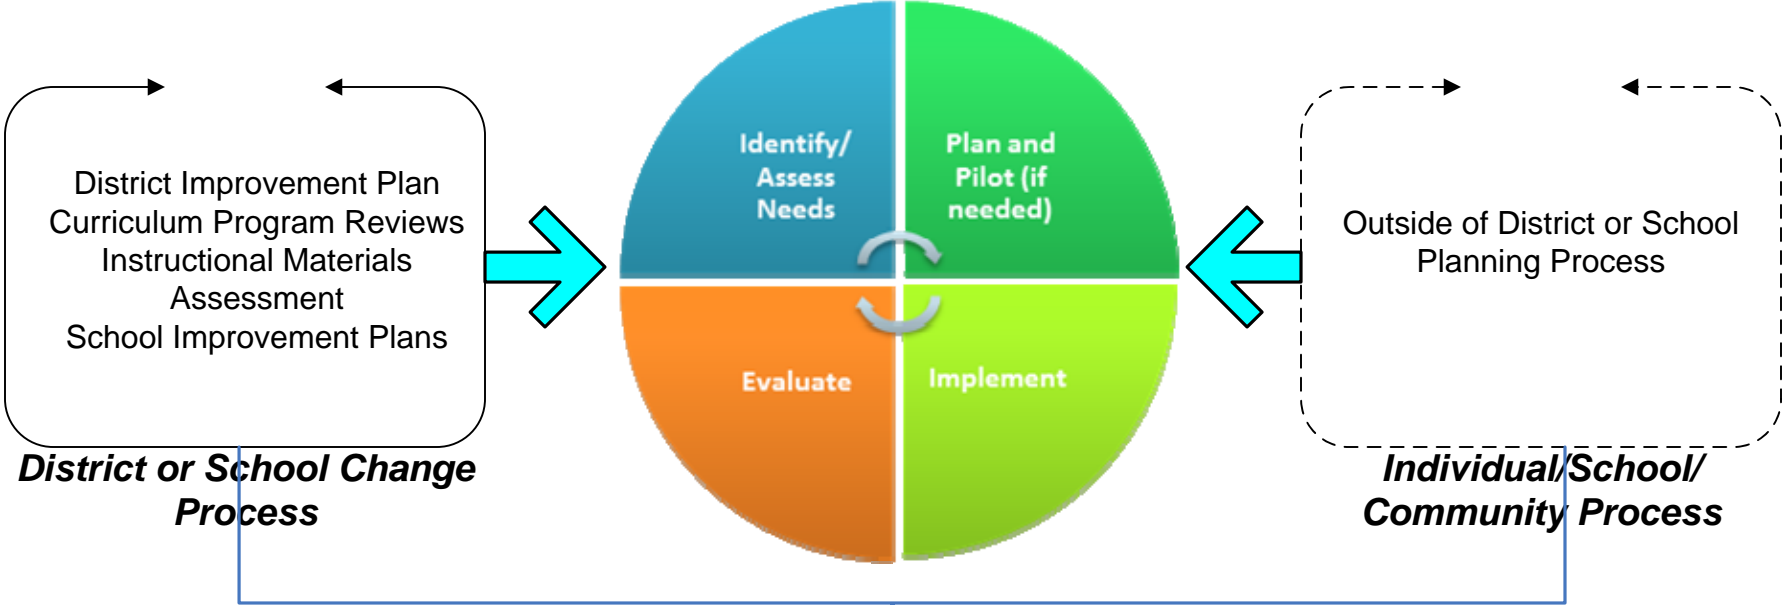 District Improvement Plan
Curriculum Program Reviews
Instructional Materials
Assessment
School Improvement Plans
District or School Change
Process
Identify/
Assess
Needs
Plan and
Pilot (if
needed)
Evaluate
Implement
Outside of District or School
Planning Process
Individual/School/
Community Process